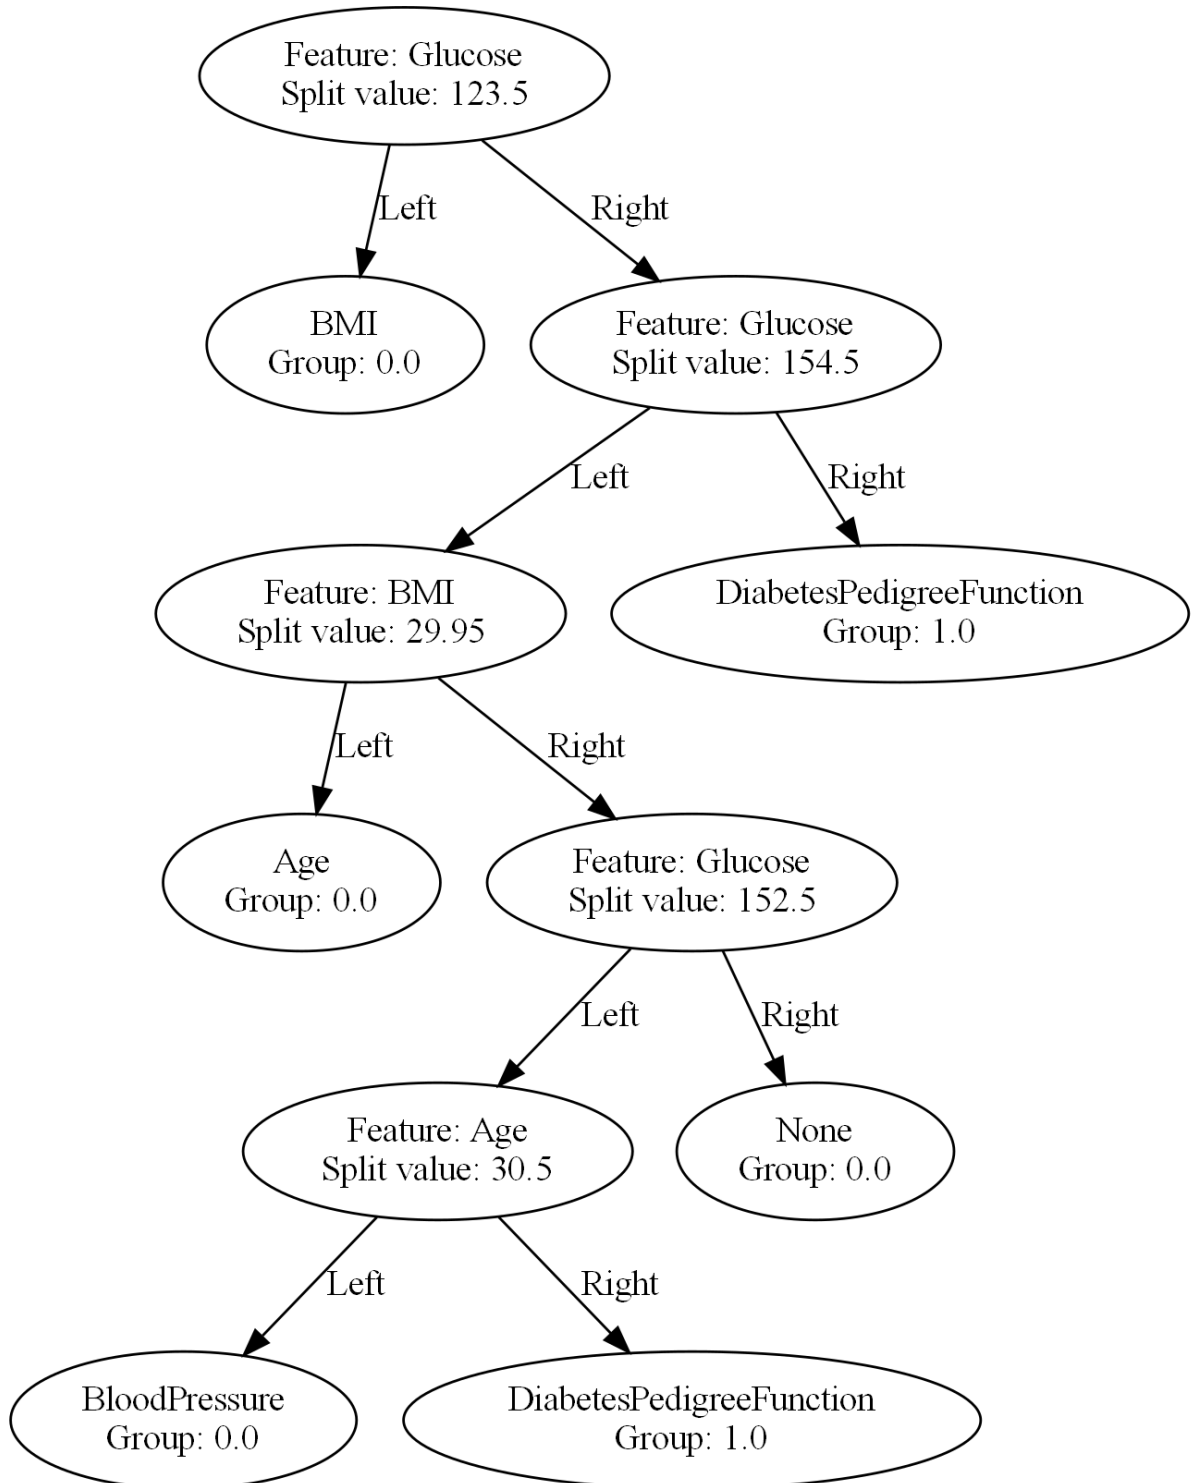 Feature: Glucose
Split value: 123.5
Left
Right
BMI
Group: 0.0
Feature: Glucose
Split value: 154.5
Left
Right
Feature: BMI
Split value: 29.95
DiabetesPedigreeFunction
Group: 1.0
Left
Right
Age
Group: 0.0
Feature: Glucose
Split value: 152.5
Left
Right
Feature: Age
Split value: 30.5
None
Group: 0.0
Left
Right
BloodPressure
Group: 0.0
DiabetesPedigreeFunction
Group: 1.0